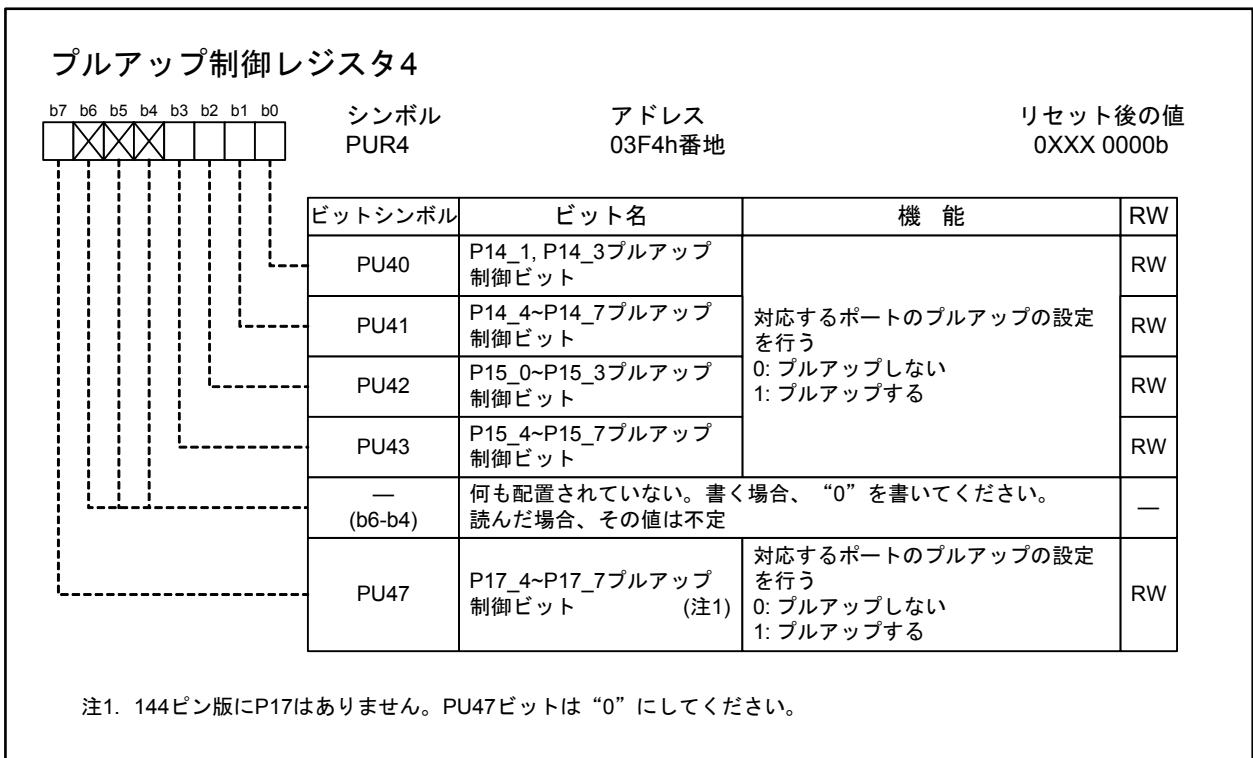 プルアップ制御レジスタ4
b7 b6 b5 b4 b3 b2 b1 b0
シンボル アドレス リセット後の値
PUR4 03F4h番地 0XXX 0000b
ビットシンボル ビット名 機 能 RW
PU40 P14_1, P14_3プルアップ
制御ビット RW
PU41 P14_4~P14_7プルアップ
制御ビット RW
PU42 P15_0~P15_3プルアップ
制御ビット RW
PU43 P15_4~P15_7プルアップ
制御ビット RW
対応するポートのプルアップの設定
を行う
0: プルアップしない
1: プルアップする
—
(b6-b4) 何も配置されていない。書く場合、“0”を書いてください。
読んだ場合、その値は不定 —
PU47 P17_4~P17_7プルアップ
制御ビット (注1)
対応するポートのプルアップの設定
を行う
0: プルアップしない
1: プルアップする
RW
注1. 144ピン版にP17はありません。PU47ビットは“0”にしてください。